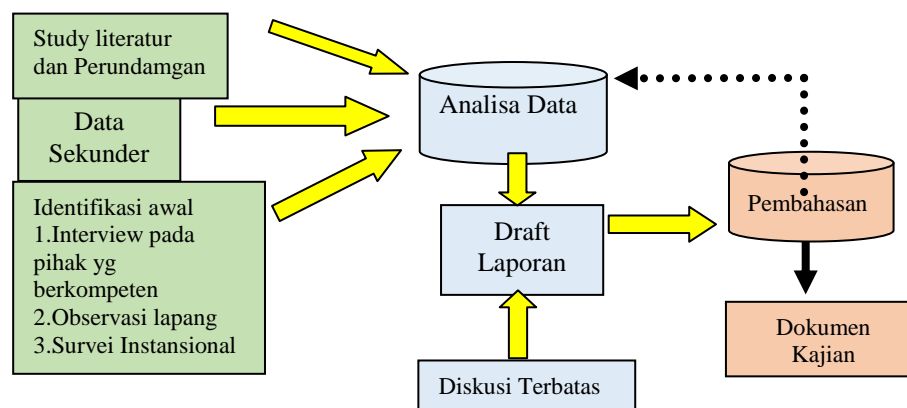 Study literatur
dan Perundamgan
Data
Sekunder
Identifikasi awal
1.Interview pada
pihak yg
berkompeten
2.Observasi lapang
3.Survei Instansional
Analisa Data
Draft
Laporan
Diskusi Terbatas
Pembahasan
Dokumen
Kajian